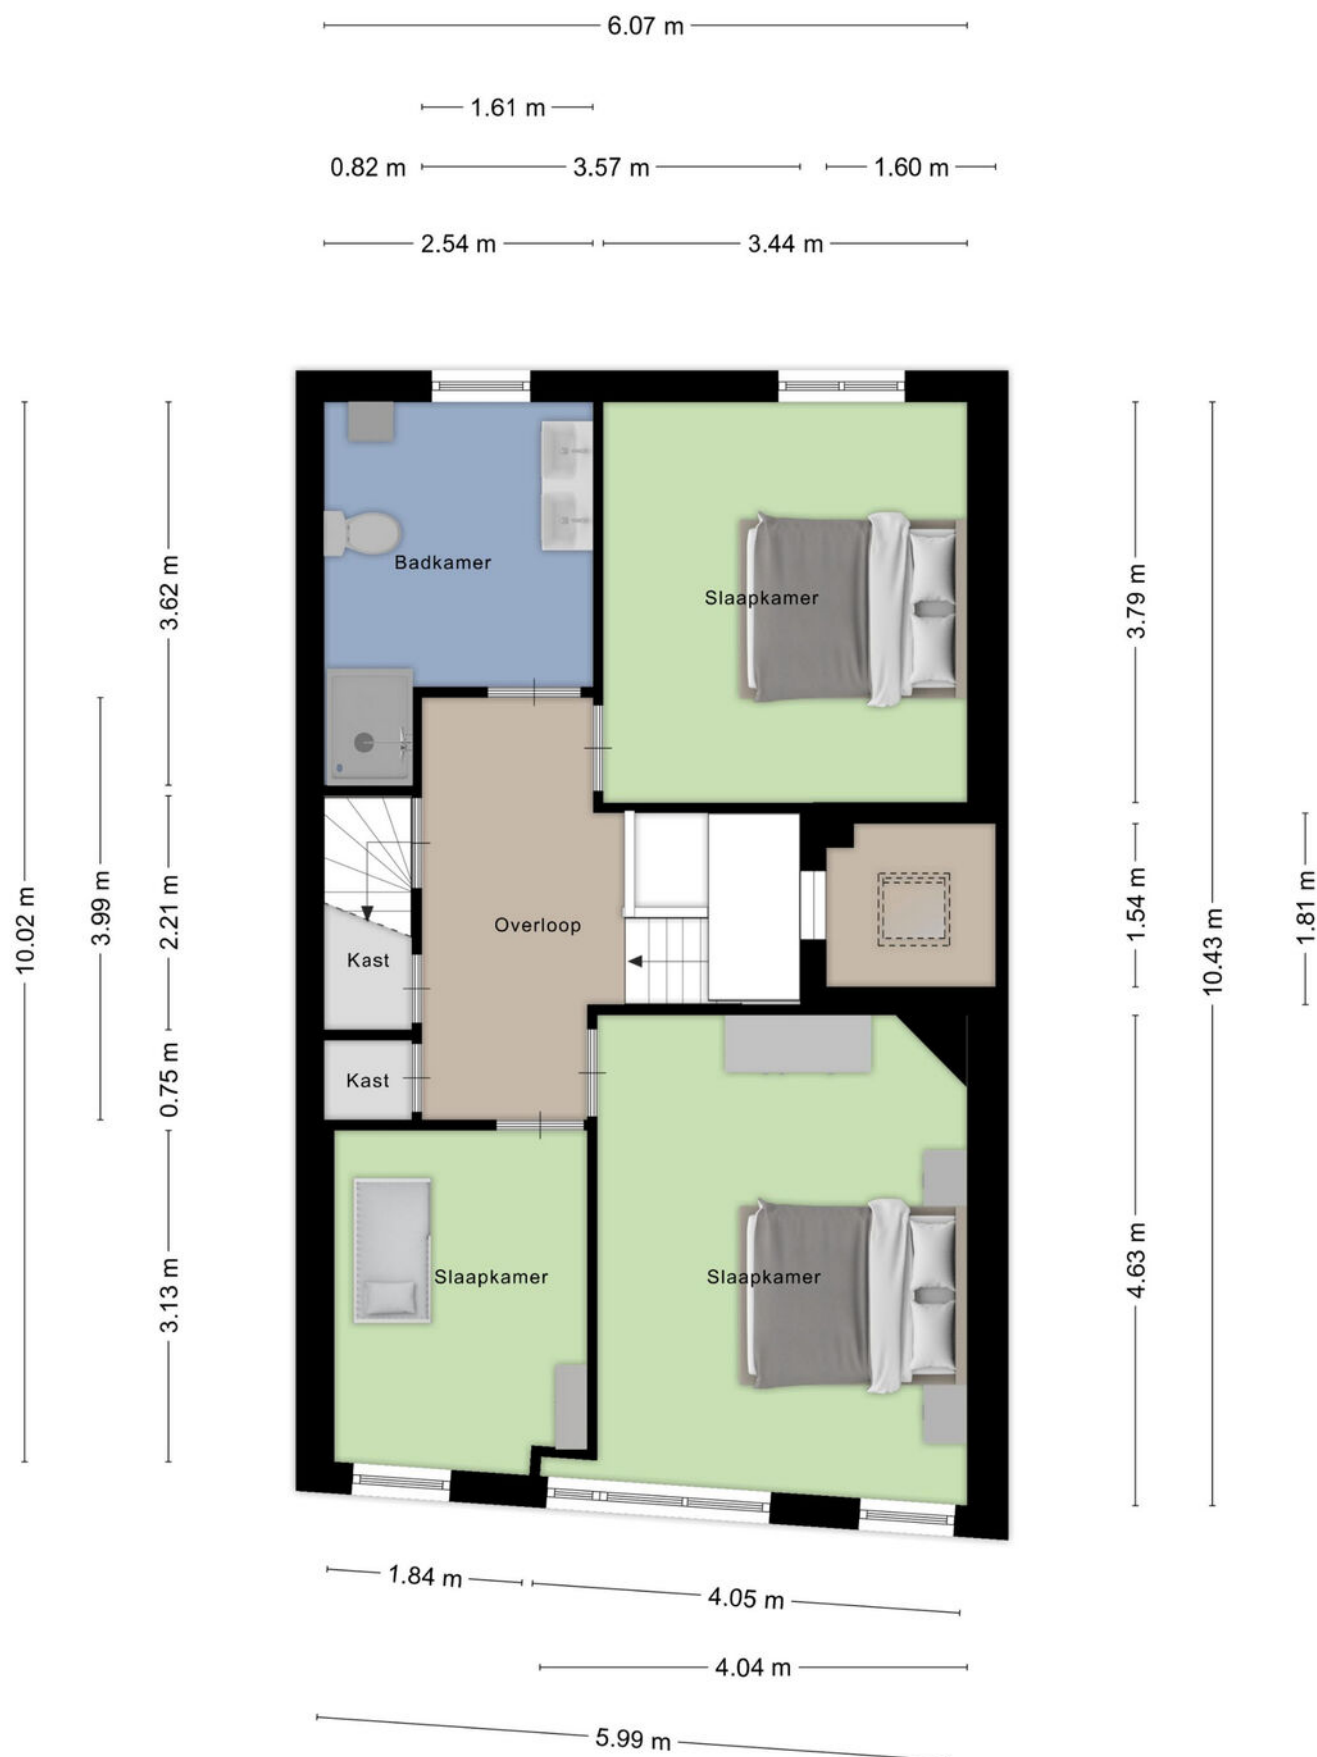 6.07 m
1.61 m
0.82 m
3.57 m
1.60 m
2.54 m
3.44 m
10.02 m
3.99 m
3.62 m
2.21 m
0.75 m
3.13 m
Badkamer
Slaapkamer
Overloop
Kast
Kast
Slaapkamer
Slaapkamer
3.79 m
1.54 m
4.63 m
10.43 m
1.81 m
1.84 m
4.05 m
4.04 m
5.99 m